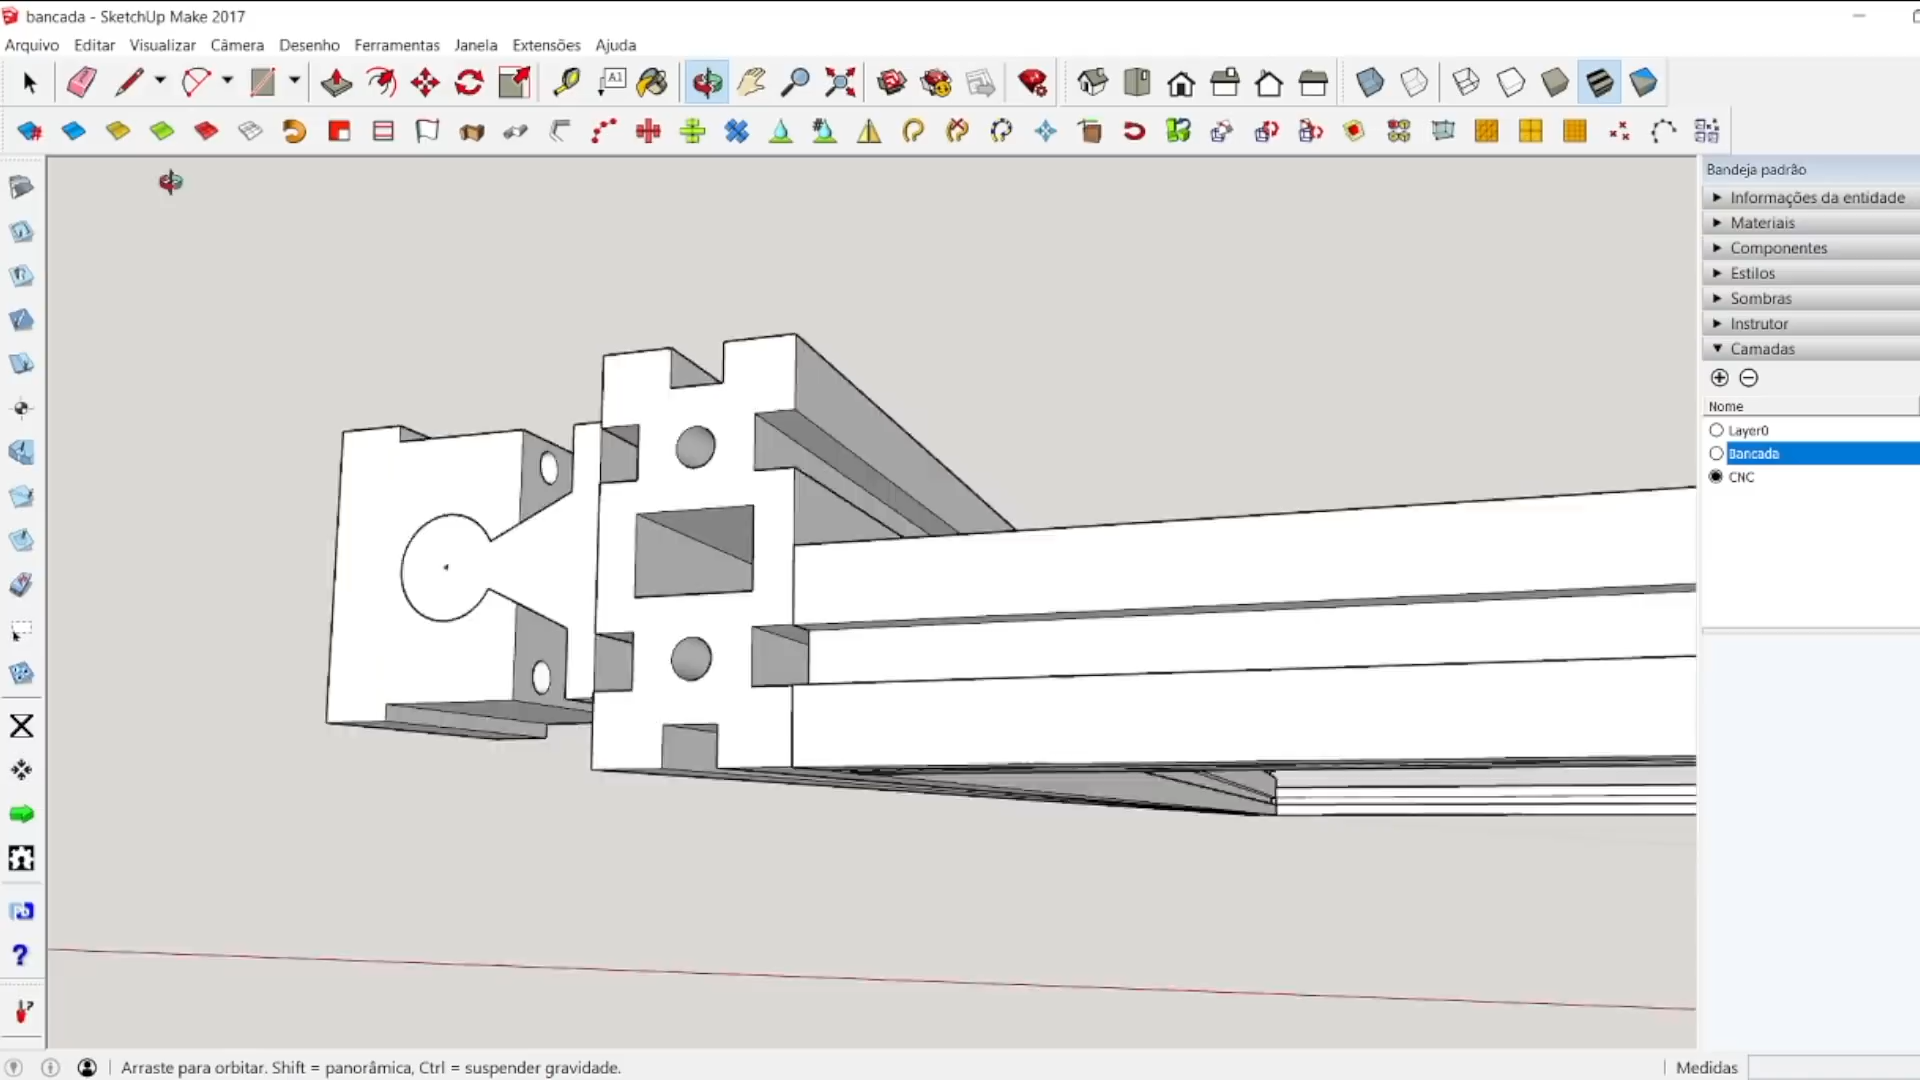 bancada - SketchUp Make 2017
Arquivo Editar Visualizar Câmera Desenho Ferramentas Janela Extensões Ajuda
A1
Bandeja padrão
Informações da entidade
Materiais
Componentes
Estilos
Sombras
Instrutor
Camadas
Nome
Layer0
Bancada
CNC
?
Arraste para orbitar. Shift = panorâmica, Ctrl = suspender gravidade.
Medidas